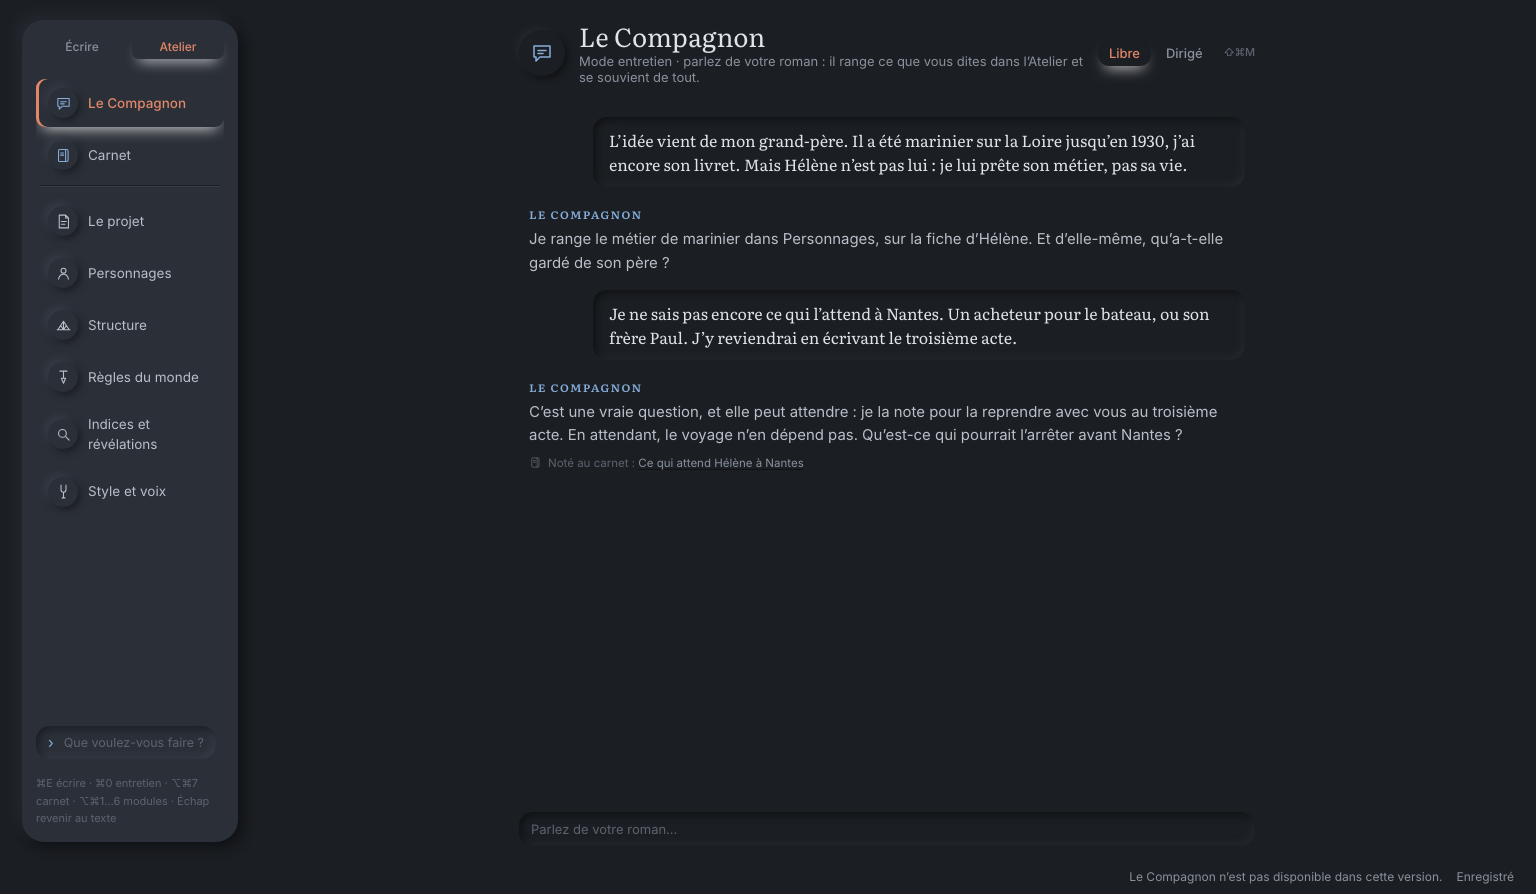 Écrire
Atelier
Le Compagnon
Carnet
Le projet
Personnages
Structure
Règles du monde
Indices et
révélations
Style et voix
› Que voulez-vous faire ?
⌘E écrire · ⌘0 entretien · ⌥⌘7
carnet · ⌥⌘1…6 modules · Échap
revenir au texte
Le Compagnon
Mode entretien · parlez de votre roman : il range ce que vous dites dans l’Atelier et
se souvient de tout.
Libre
Dirigé
⇧⌘M
L’idée vient de mon grand-père. Il a été marinier sur la Loire jusqu’en 1930, j’ai
encore son livret. Mais Hélène n’est pas lui : je lui prête son métier, pas sa vie.
LE COMPAGNON
Je range le métier de marinier dans Personnages, sur la fiche d’Hélène. Et d’elle-même, qu’a-t-elle
gardé de son père ?
Je ne sais pas encore ce qui l’attend à Nantes. Un acheteur pour le bateau, ou son
frère Paul. J’y reviendrai en écrivant le troisième acte.
LE COMPAGNON
C’est une vraie question, et elle peut attendre : je la note pour la reprendre avec vous au troisième
acte. En attendant, le voyage n’en dépend pas. Qu’est-ce qui pourrait l’arrêter avant Nantes ?
Noté au carnet : Ce qui attend Hélène à Nantes
Parlez de votre roman…
Le Compagnon n’est pas disponible dans cette version.
Enregistré